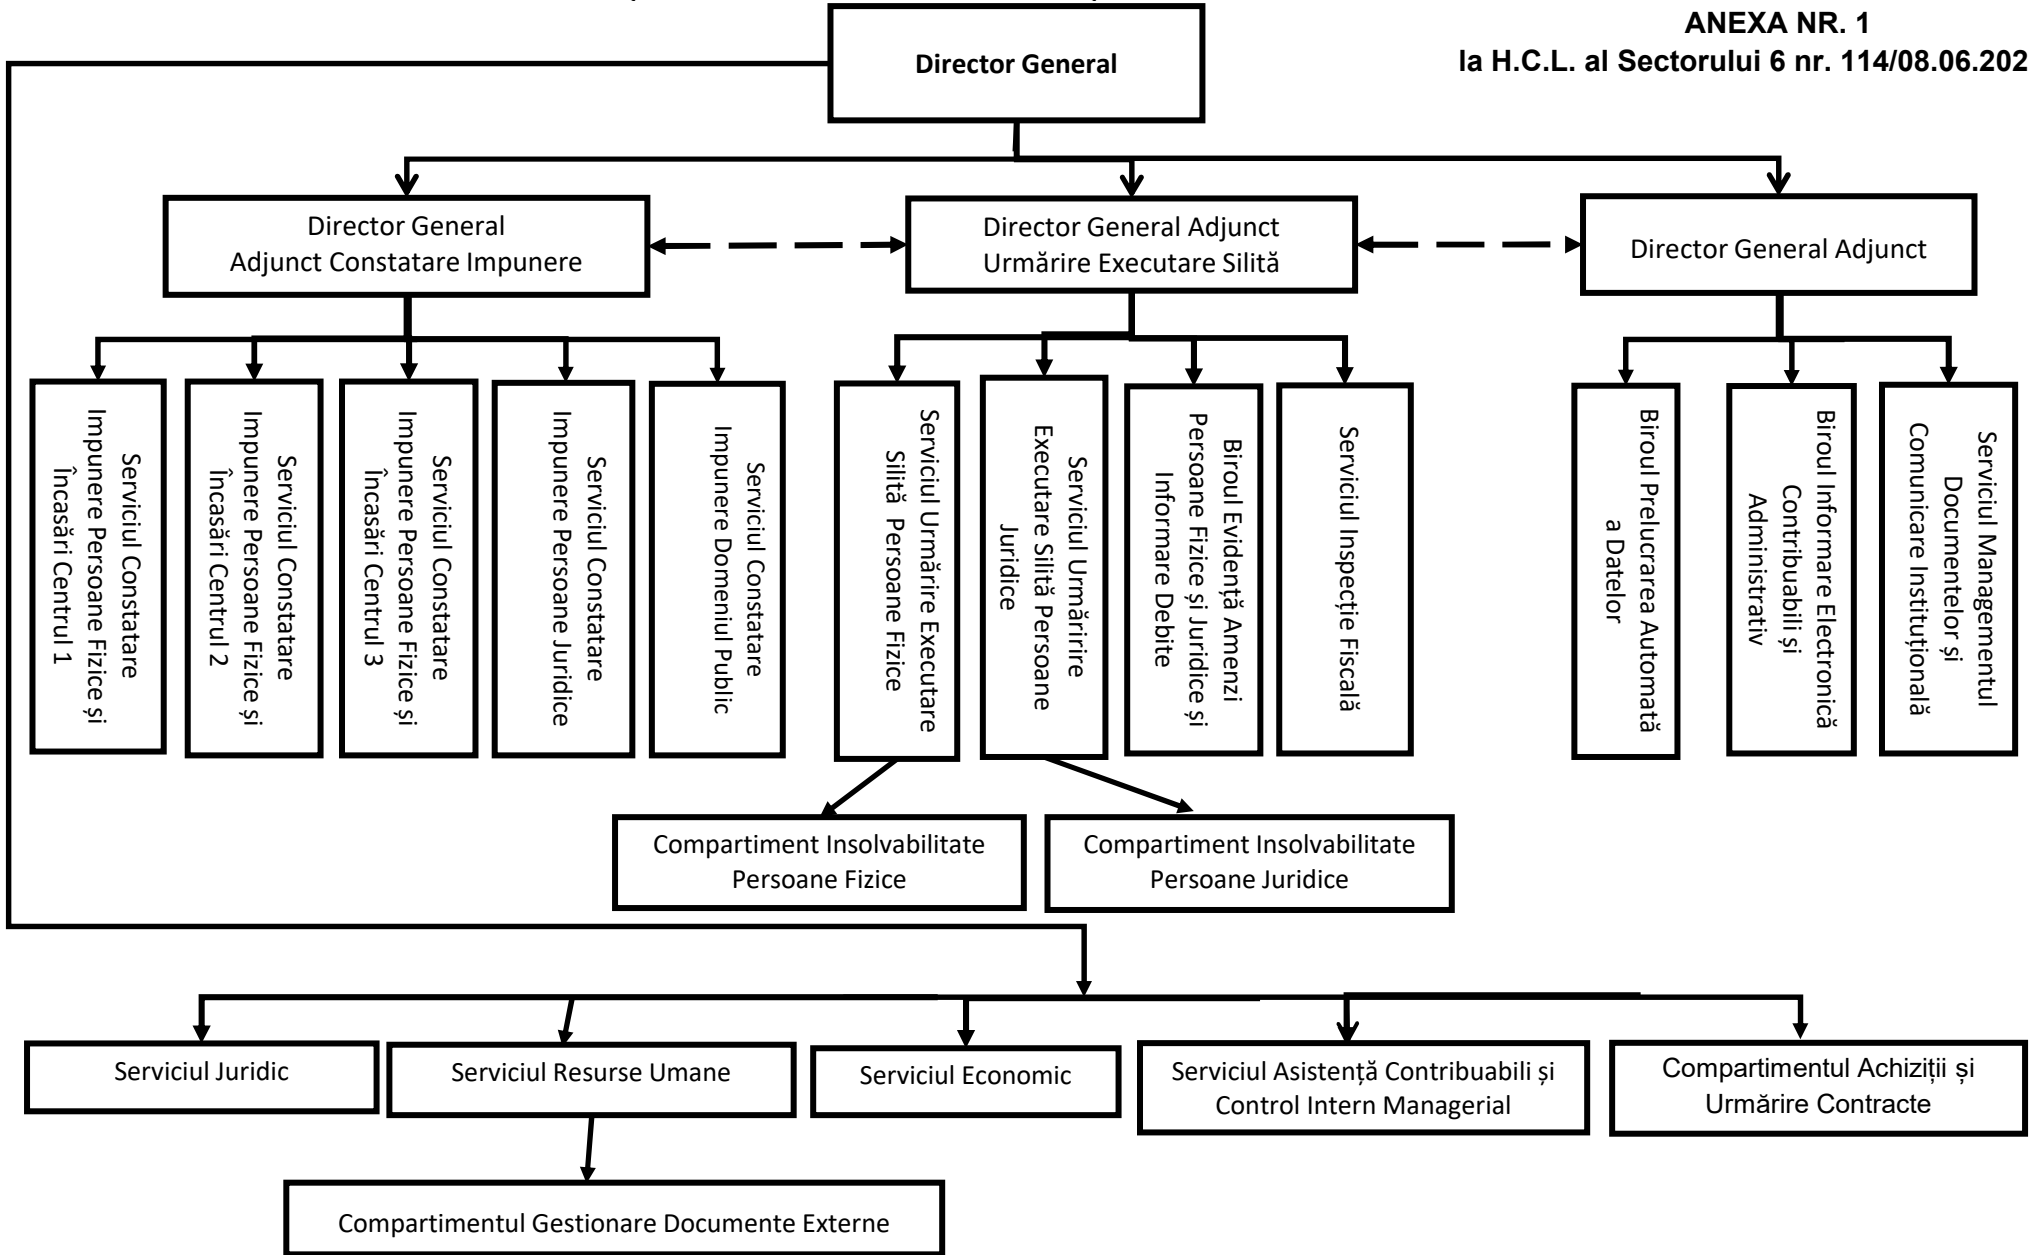 ANEXA NR. 1
la H.C.L. al Sectorului 6 nr. 114/08.06.202
Director General
Director General
Adjunct Constatare Impunere
Director General Adjunct
Urmărire Executare Silită
Director General Adjunct
Serviciul Constatare
Impunere Persoane Fizice și
Încasări Centrul 1
Serviciul Constatare
Impunere Persoane Fizice și
Încasări Centrul 2
Serviciul Constatare
Impunere Persoane Fizice și
Încasări Centrul 3
Serviciul Constatare
Impunere Persoane Juridice
Serviciul Constatare
Impunere Domeniul Public
Serviciul Urmărire Executare
Silită Persoane Fizice
Serviciul Urmărire
Executare Silită Persoane
Juridice
Biroul Evidență Amenzi
Persoane Fizice și Juridice și
Informare Debite
Serviciul Inspecție Fiscală
Biroul Prelucrarea Automată
a Datelor
Biroul Informare Electronică
Contribuabili și
Administrativ
Serviciul Managementul
Documentelor și
Comunicare Instituțională
Compartiment Insolvabilitate
Persoane Fizice
Compartiment Insolvabilitate
Persoane Juridice
Serviciul Juridic
Serviciul Resurse Umane
Serviciul Economic
Serviciul Asistență Contribuabili și
Control Intern Managerial
Compartimentul Achiziții și
Urmărire Contracte
Compartimentul Gestionare Documente Externe